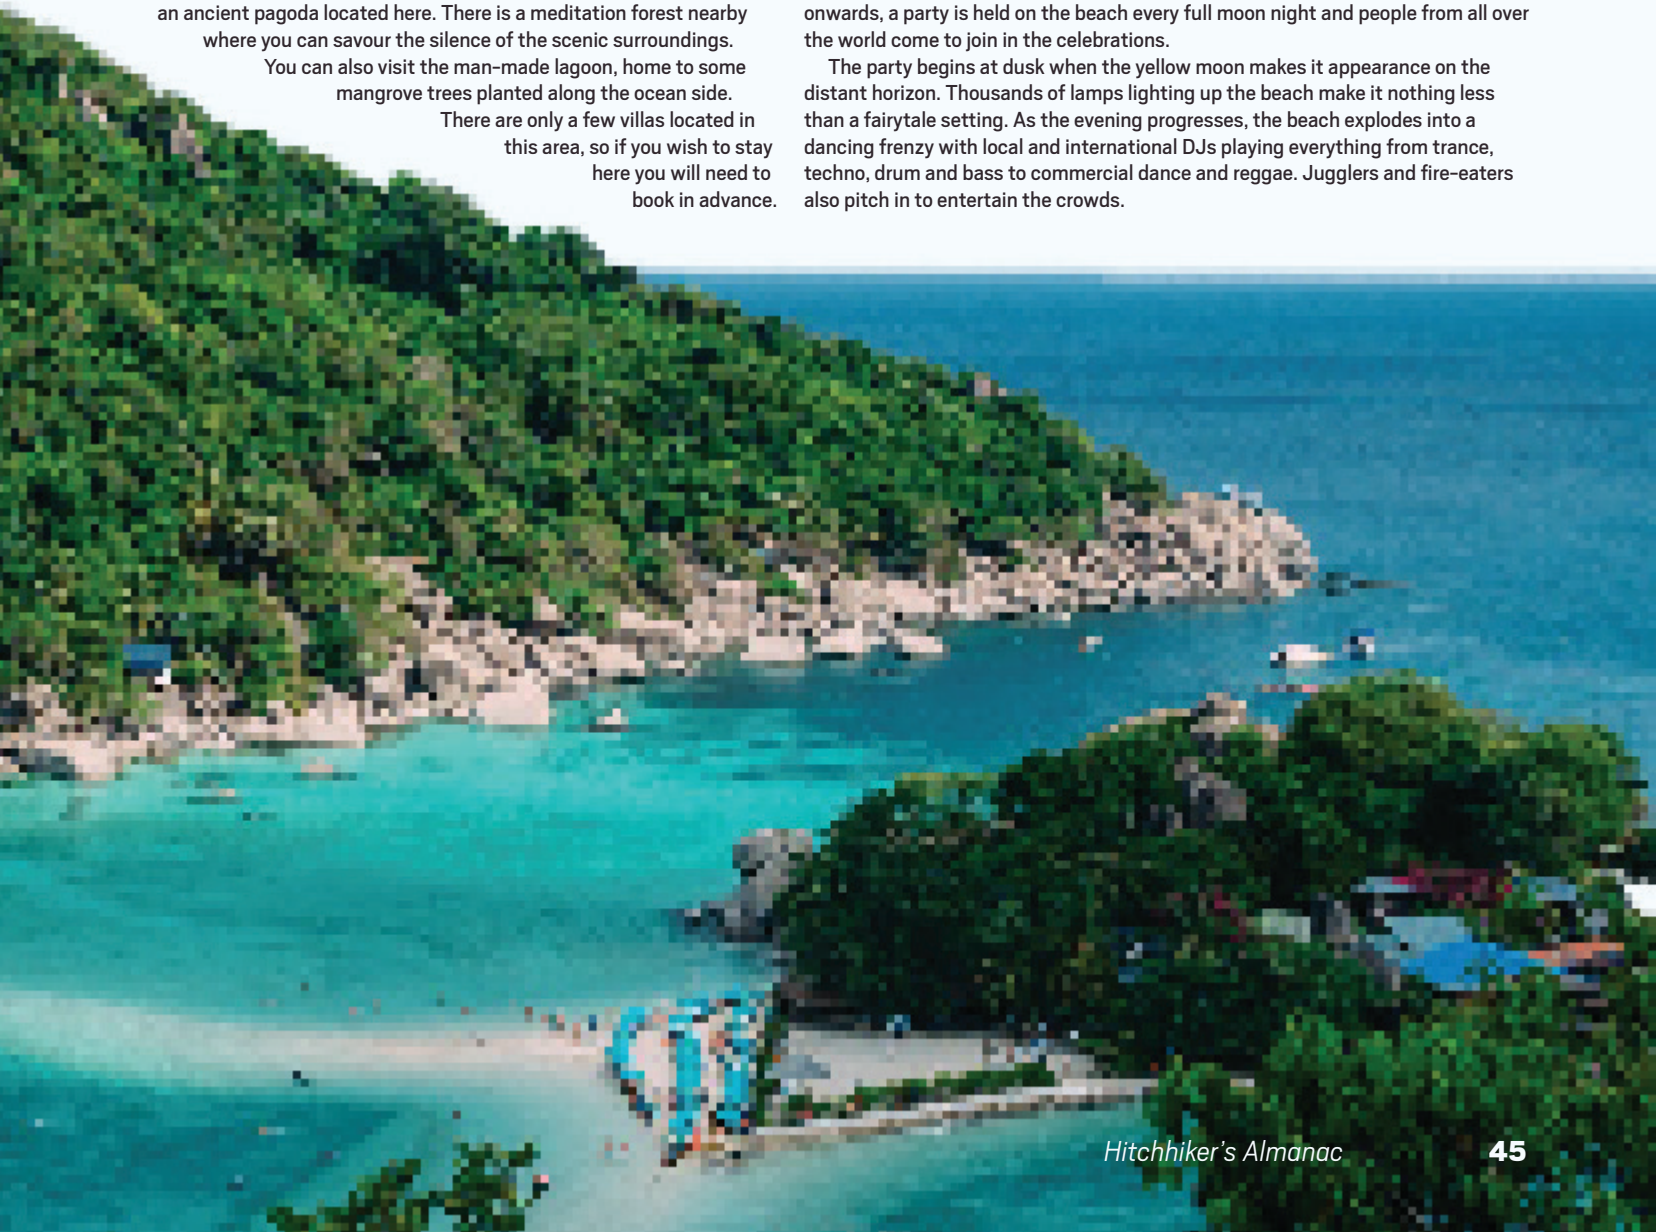 an ancient pagoda located here. There is a meditation forest nearby
where you can savour the silence of the scenic surroundings.
You can also visit the man-made lagoon, home to some
mangrove trees planted along the ocean side.
There are only a few villas located in
this area, so if you wish to stay
here you will need to
book in advance.
onwards, a party is held on the beach every full moon night and people from all over
the world come to join in the celebrations.
The party begins at dusk when the yellow moon makes it appearance on the
distant horizon. Thousands of lamps lighting up the beach make it nothing less
than a fairytale setting. As the evening progresses, the beach explodes into a
dancing frenzy with local and international DJs playing everything from trance,
techno, drum and bass to commercial dance and reggae. Jugglers and fire-eaters
also pitch in to entertain the crowds.
Hitchhiker's Almanac 45